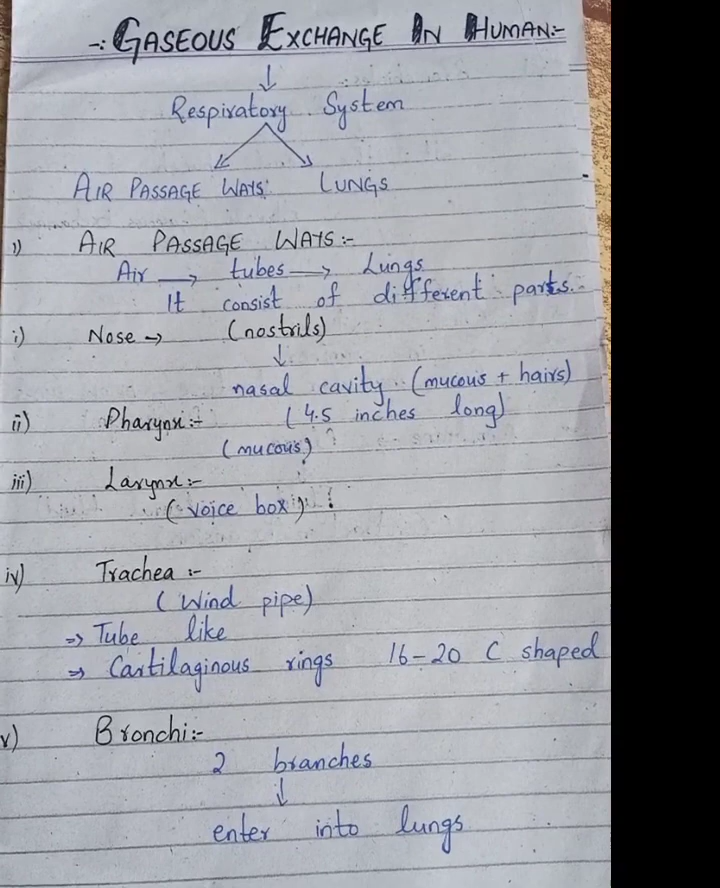 -: GASEOUS EXCHANGE IN HUMAN:-
↓
Respiratory System
AIR PASSAGE WAYS LUNGS
1) AIR PASSAGE WAYS:-
Air → tubes → Lungs
It consist of different parts.
i) Nose → (nostrils)
↓
nasal cavity (mucous + hairs)
ii) Pharynx:- (4.5 inches long)
(mucous)
iii) Larynx:-
(voice box)
iv) Trachea :-
(Wind pipe)
⇒ Tube like
⇒ Cartilaginous rings 16-20 C shaped
v) Bronchi:-
2 branches
↓
enter into lungs